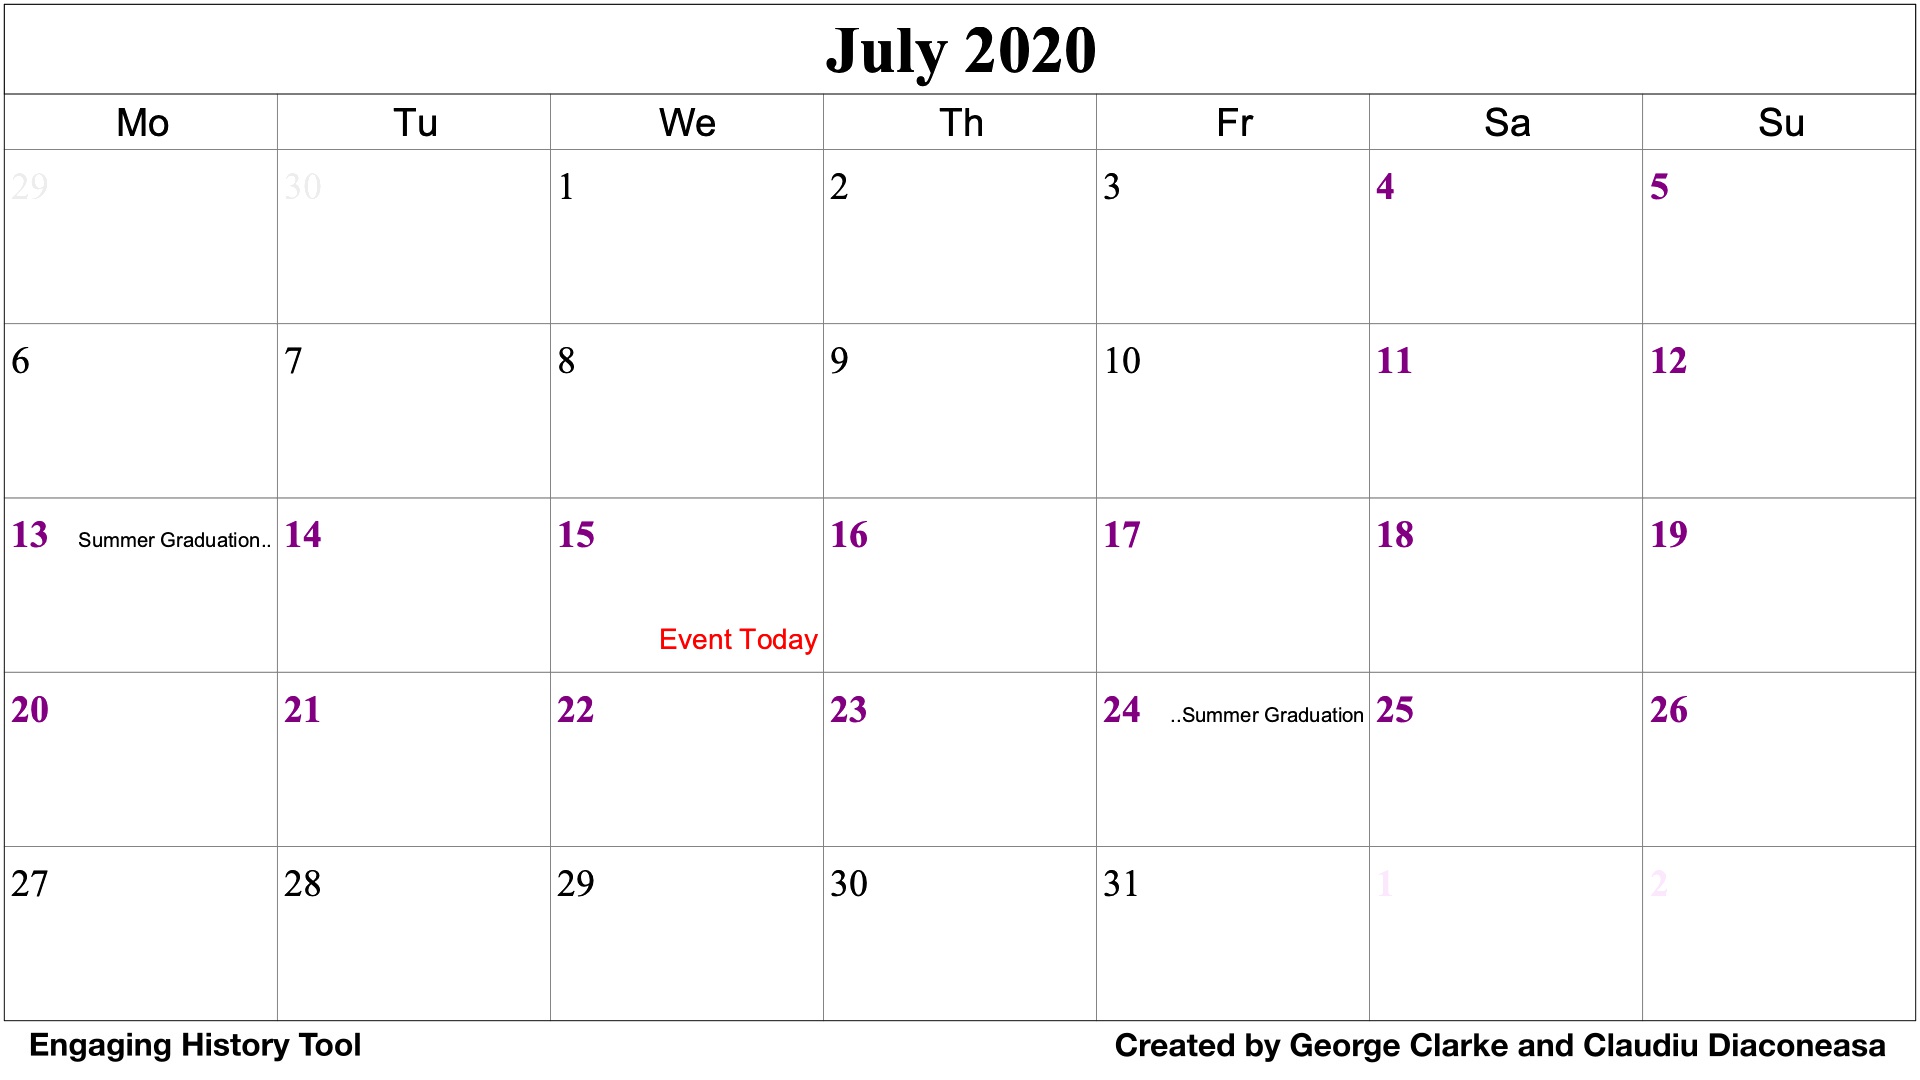 July 2020
Mo Tu We Th Fr Sa Su
29 30 1 2 3 4 5
6 7 8 9 10 11 12
13 Summer Graduation.. 14 15 16 17 18 19
Event Today
20 21 22 23 24 ..Summer Graduation 25 26
27 28 29 30 31 1 2
Engaging History Tool Created by George Clarke and Claudiu Diaconeasa